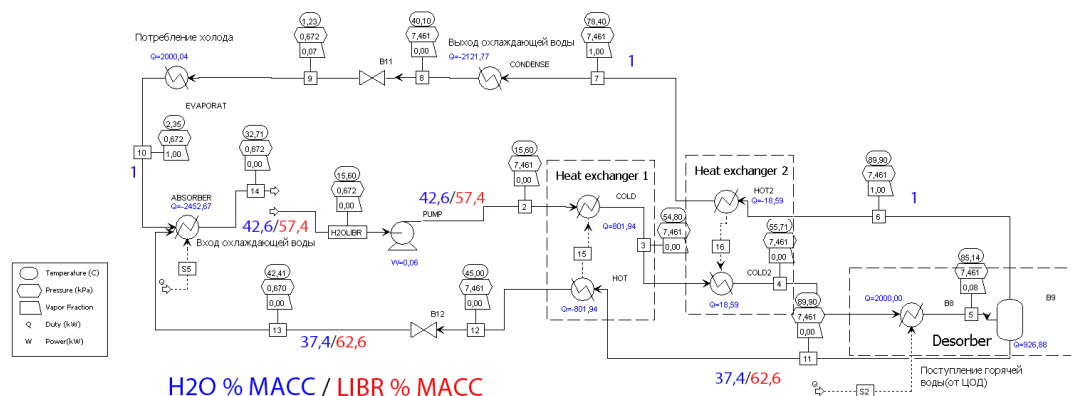 1,23
0,672
0,07
40,10
7,461
0,00
78,40
7,461
1,00
Потребление холода
Q=2000,04
Выход охлаждающей воды
Q=-2121,77
CONDENSE
B11
9
8
7
1
EVAPORAT
2,35
0,672
1,00
10
1
32,71
0,672
0,00
14
ABSORBER
Q=-2452,67
42,6/57,4
Вход охлаждающей воды
S5
Q
15,60
0,672
0,00
H2OLIBR
PUMP
W=0,06
42,6/57,4
15,60
7,461
0,00
2
Heat exchanger 1
COLD
Q=801,94
15
HOT
Q=-801,94
54,80
7,461
0,00
3
Heat exchanger 2
HOT2
Q=-18,59
16
COLD2
Q=18,59
55,71
7,461
0,00
4
89,90
7,461
1,00
6
1
42,41
0,670
0,00
13
B12
45,00
7,461
0,00
12
37,4/62,6
89,90
7,461
0,00
11
37,4/62,6
Q=2000,00
85,14
7,461
0,08
B8
5
B9
Q=926,88
Desorber
Поступление горячей
воды(от ЦОД)
S2
Q
Temperature (C)
Pressure (kPa)
Vapor Fraction
Q Duty (kW)
W Power(kW)
H2O % МАСС / LIBR % МАСС